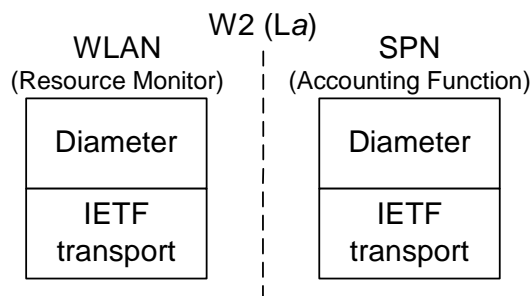 W2 (La)
WLAN
(Resource Monitor)
SPN
(Accounting Function)
Diameter
IETF
transport
Diameter
IETF
transport